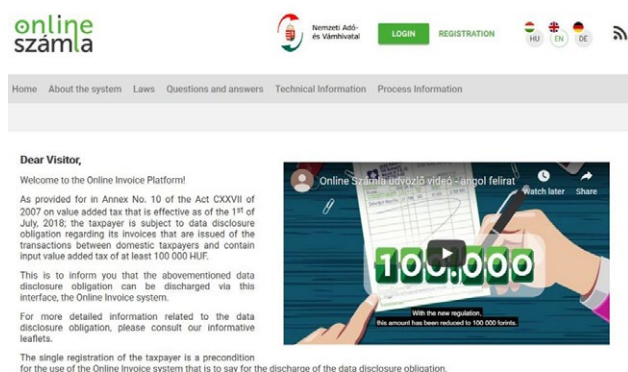 online
számla
Nemzeti Adó-
és Vámhivatal
LOGIN
REGISTRATION
HU
EN
DE
Home
About the system
Laws
Questions and answers
Technical Information
Process Information
Dear Visitor,
Welcome to the Online Invoice Platform!
As provided for in Annex No. 10 of the Act CXXVII of
2007 on value added tax that is effective as of the 1st of
July, 2018; the taxpayer is subject to data disclosure
obligation regarding its invoices that are issued of the
transactions between domestic taxpayers and contain
input value added tax of at least 100 000 HUF.
This is to inform you that the abovementioned data
disclosure obligation can be discharged via this
interface, the Online Invoice system.
For more detailed information related to the data
disclosure obligation, please consult our informative
leaflets.
The single registration of the taxpayer is a precondition
for the use of the Online Invoice system that is to say for the discharge of the data disclosure obligation.
Online Számla üdvözlő videó - angol felirat
Watch later
Share
100.000
With the new regulation,
this amount has been reduced to 100 000 forints.